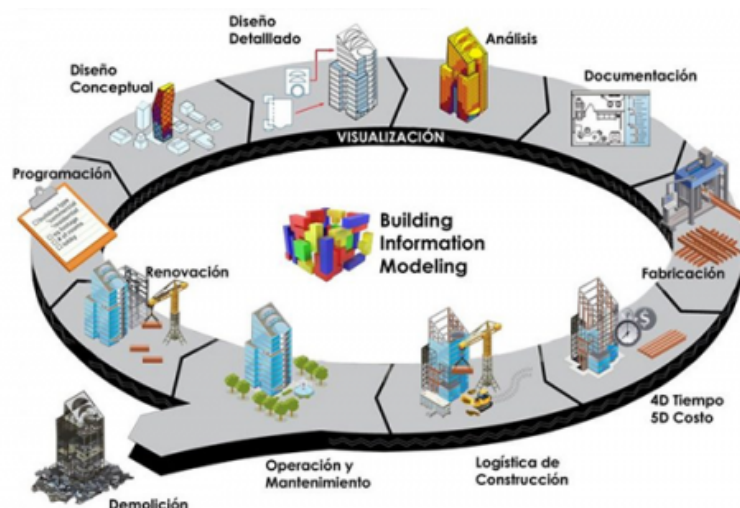 Diseño
Detalllado
Análisis
Diseño
Conceptual
Documentación
VISUALIZACIÓN
Programación
Building
Information
Modeling
Renovación
Fabricación
4D Tiempo
5D Costo
Operación y
Mantenimiento
Logística de
Construcción
Demolición